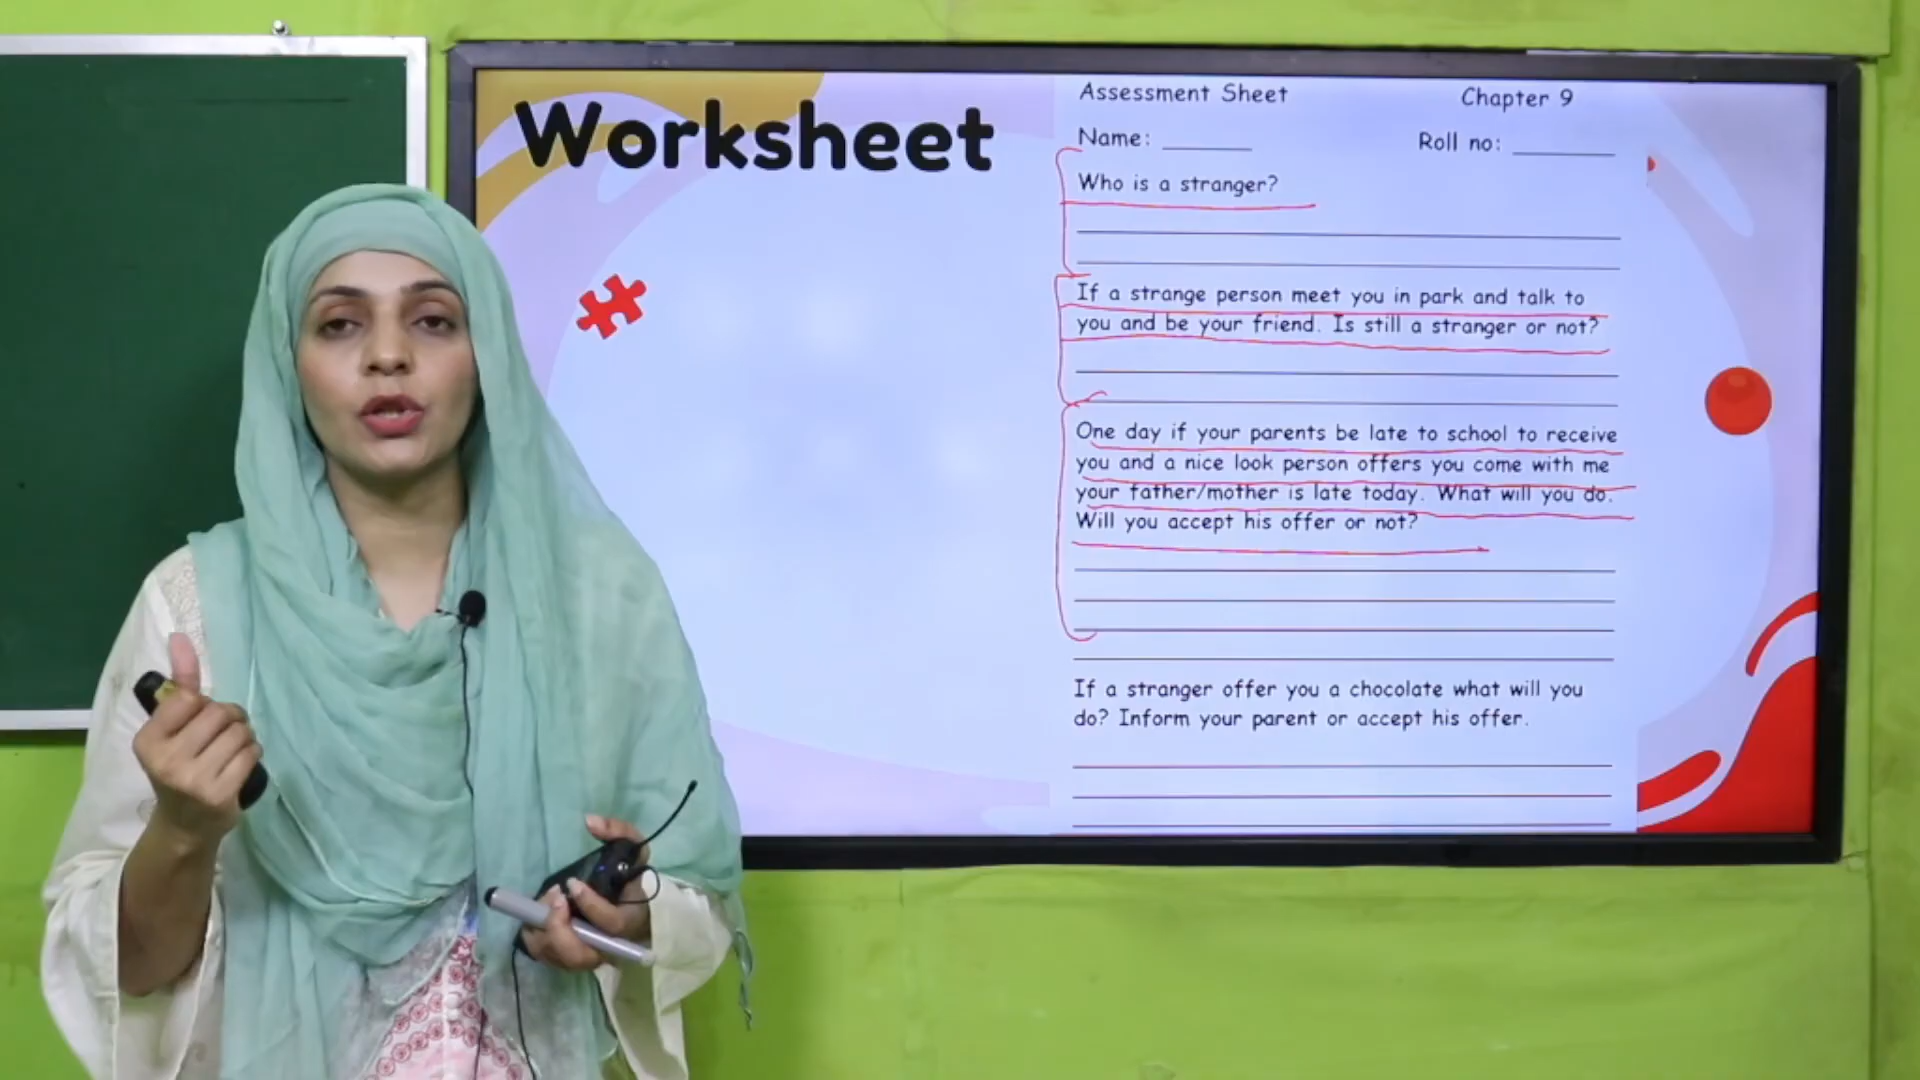 Worksheet
Assessment Sheet Chapter 9
Name: ________ Roll no: ________
Who is a stranger?
If a strange person meet you in park and talk to
you and be your friend. Is still a stranger or not?
One day if your parents be late to school to receive
you and a nice look person offers you come with me
your father/mother is late today. What will you do.
Will you accept his offer or not?
If a stranger offer you a chocolate what will you
do? Inform your parent or accept his offer.